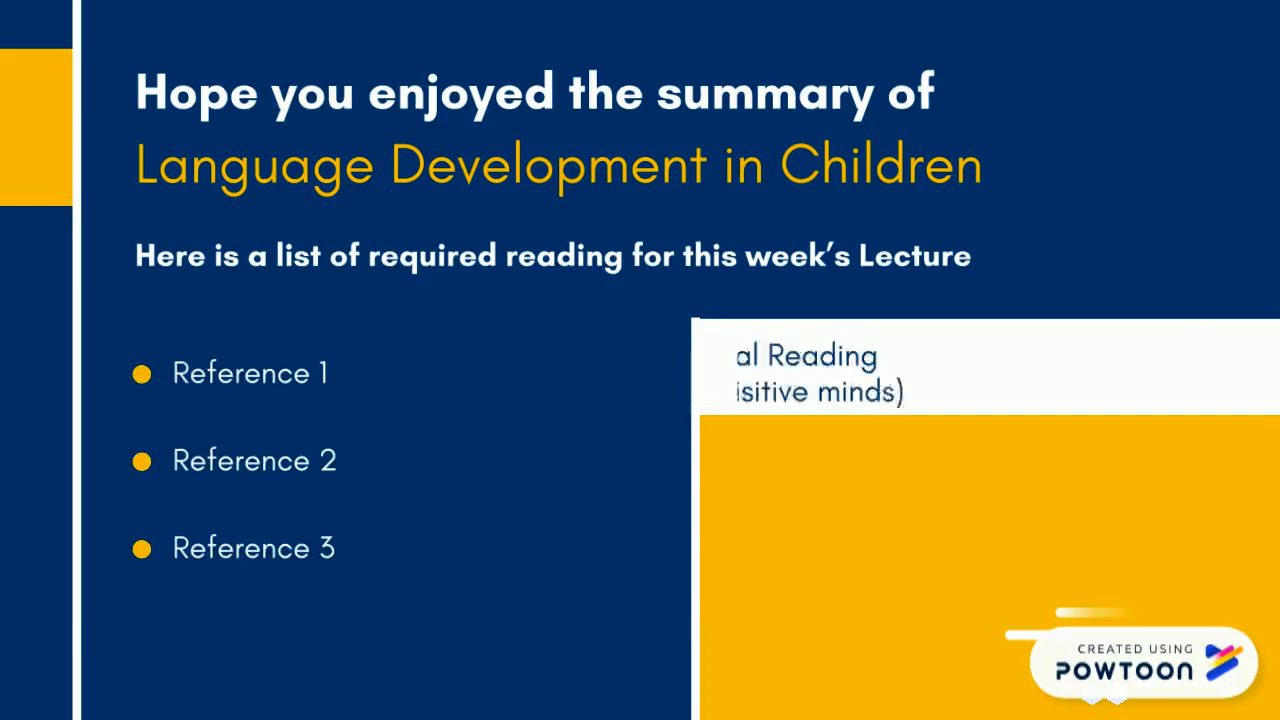 Hope you enjoyed the summary of
Language Development in Children
Here is a list of required reading for this week’s Lecture
Reference 1
Reference 2
Reference 3
al Reading
isitive minds)
CREATED USING
POWTOON